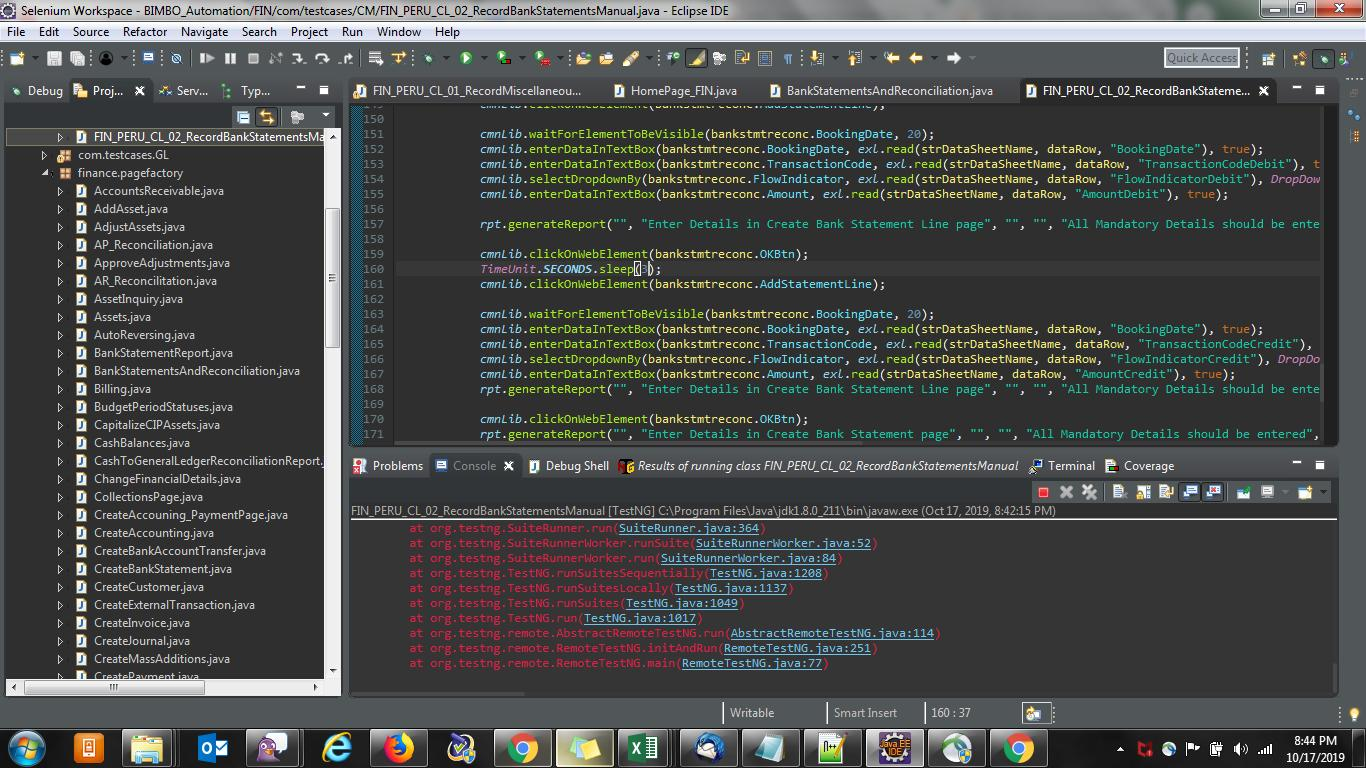 Selenium Workspace - BIMBO_Automation/FIN/com/testcases/CM/FIN_PERU_CL_02_RecordBankStatementsManual.java - Eclipse IDE
File Edit Source Refactor Navigate Search Project Run Window Help
Quick Access
Debug Proj... Serv... Typ...
FIN_PERU_CL_02_RecordBankStatementsMa
com.testcases.GL
finance.pagefactory
AccountsReceivable.java
AddAsset.java
AdjustAssets.java
AP_Reconciliation.java
ApproveAdjustments.java
AR_Recontilitation.java
AssetInquiry.java
Assets.java
AutoReversing.java
BankStatementReport.java
BankStatementsAndReconciliation.java
Billing.java
BudgetPeriodStatuses.java
CapitalizeCIPAssets.java
CashBalances.java
CashToGeneralLedgerReconciliationReport.
ChangeFinancialDetails.java
CollectionsPage.java
CreateAccouning_PaymentPage.java
CreateAccounting.java
CreateBankAccountTransfer.java
CreateBankStatement.java
CreateCustomer.java
CreateExternalTransaction.java
CreateInvoice.java
CreateJournal.java
CreateMassAdditions.java
CreatePayment.java
FIN_PERU_CL_01_RecordMiscellaneou... HomePage_FIN.java BankStatementsAndReconciliation.java FIN_PERU_CL_02_RecordBankStateme...
149 cmnLib.clickOnWebElement(bankstmtreconc.AddStatementLine);
150
151 cmnLib.waitForElementToBeVisible(bankstmtreconc.BookingDate, 20);
152 cmnLib.enterDataInTextBox(bankstmtreconc.BookingDate, exl.read(strDataSheetName, dataRow, "BookingDate"), true);
153 cmnLib.enterDataInTextBox(bankstmtreconc.TransactionCode, exl.read(strDataSheetName, dataRow, "TransactionCodeDebit"), t
154 cmnLib.selectDropdownBy(bankstmtreconc.FlowIndicator, exl.read(strDataSheetName, dataRow, "FlowIndicatorDebit"), DropDow
155 cmnLib.enterDataInTextBox(bankstmtreconc.Amount, exl.read(strDataSheetName, dataRow, "AmountDebit"), true);
156
157 rpt.generateReport("", "Enter Details in Create Bank Statement Line page", "", "", "All Mandatory Details should be ente
158
159 cmnLib.clickOnWebElement(bankstmtreconc.OKBtn);
160 TimeUnit.SECONDS.sleep(3);
161 cmnLib.clickOnWebElement(bankstmtreconc.AddStatementLine);
162
163 cmnLib.waitForElementToBeVisible(bankstmtreconc.BookingDate, 20);
164 cmnLib.enterDataInTextBox(bankstmtreconc.BookingDate, exl.read(strDataSheetName, dataRow, "BookingDate"), true);
165 cmnLib.enterDataInTextBox(bankstmtreconc.TransactionCode, exl.read(strDataSheetName, dataRow, "TransactionCodeCredit"),
166 cmnLib.selectDropdownBy(bankstmtreconc.FlowIndicator, exl.read(strDataSheetName, dataRow, "FlowIndicatorCredit"), DropDo
167 cmnLib.enterDataInTextBox(bankstmtreconc.Amount, exl.read(strDataSheetName, dataRow, "AmountCredit"), true);
168 rpt.generateReport("", "Enter Details in Create Bank Statement Line page", "", "", "All Mandatory Details should be ente
169
170 cmnLib.clickOnWebElement(bankstmtreconc.OKBtn);
171 rpt.generateReport("", "Enter Details in Create Bank Statement page", "", "", "All Mandatory Details should be entered",
Problems Console Debug Shell Results of running class FIN_PERU_CL_02_RecordBankStatementsManual Terminal Coverage
FIN_PERU_CL_02_RecordBankStatementsManual [TestNG] C:\Program Files\Java\jdk1.8.0_211\bin\javaw.exe (Oct 17, 2019, 8:42:15 PM)
at org.testng.SuiteRunner.run(SuiteRunner.java:364)
at org.testng.SuiteRunnerWorker.runSuite(SuiteRunnerWorker.java:52)
at org.testng.SuiteRunnerWorker.run(SuiteRunnerWorker.java:84)
at org.testng.TestNG.runSuitesSequentially(TestNG.java:1208)
at org.testng.TestNG.runSuitesLocally(TestNG.java:1137)
at org.testng.TestNG.runSuites(TestNG.java:1049)
at org.testng.TestNG.run(TestNG.java:1017)
at org.testng.remote.AbstractRemoteTestNG.run(AbstractRemoteTestNG.java:114)
at org.testng.remote.RemoteTestNG.initAndRun(RemoteTestNG.java:251)
at org.testng.remote.RemoteTestNG.main(RemoteTestNG.java:77)
Writable Smart Insert 160 : 37
Java EE
IDE
8:44 PM
10/17/2019